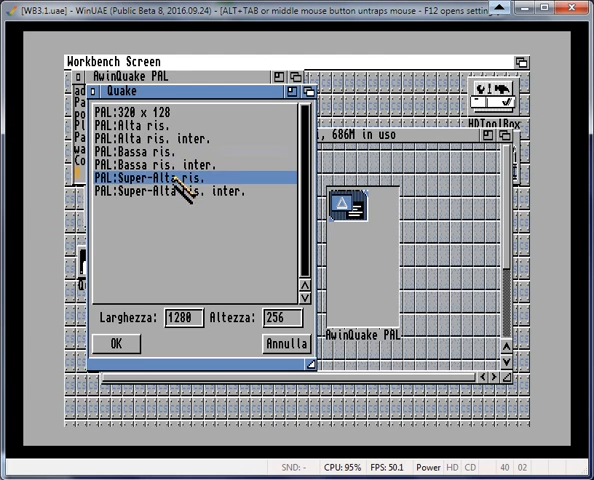 [WB3.1.uae] - WinUAE (Public Beta 8, 2016.09.24) - [ALT+TAB or middle mouse button untraps mouse - F12 opens settin
Workbench Screen
AwinQuake PAL
Quake
PAL:320 x 128
PAL:Alta ris.
PAL:Alta ris. inter.
PAL:Bassa ris.
PAL:Bassa ris. inter.
PAL:Super-Alta ris.
PAL:Super-Alta ris. inter.
Larghezza: 1280 Altezza: 256
OK Annulla
HDToolBox
, 686M in uso
AwinQuake PAL
SND: - CPU: 95% FPS: 50.1 Power HD CD 40 02